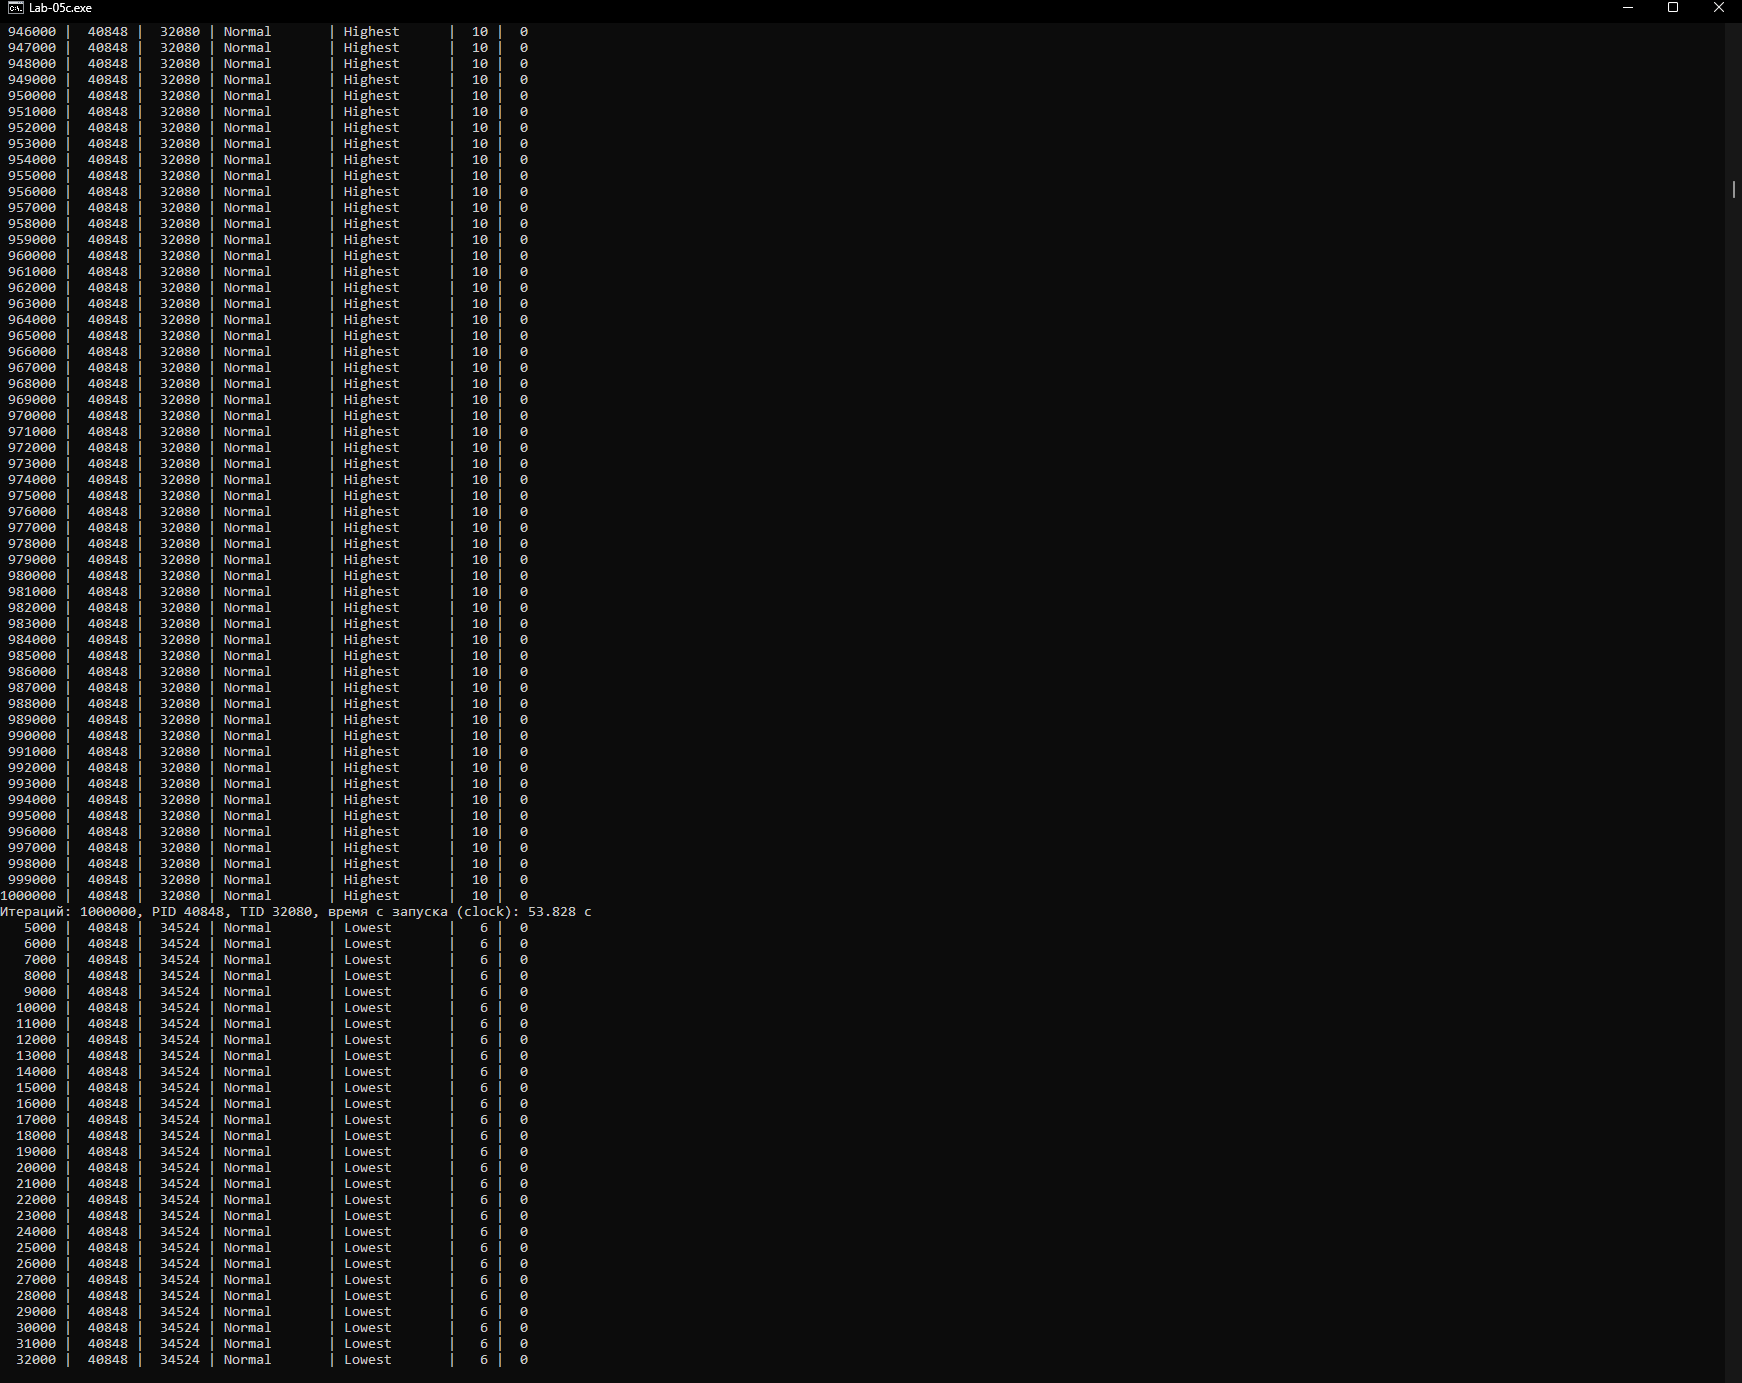 Lab-05c.exe
946000 | 40848 | 32080 | Normal | Highest | 10 | 0
947000 | 40848 | 32080 | Normal | Highest | 10 | 0
948000 | 40848 | 32080 | Normal | Highest | 10 | 0
949000 | 40848 | 32080 | Normal | Highest | 10 | 0
950000 | 40848 | 32080 | Normal | Highest | 10 | 0
951000 | 40848 | 32080 | Normal | Highest | 10 | 0
952000 | 40848 | 32080 | Normal | Highest | 10 | 0
953000 | 40848 | 32080 | Normal | Highest | 10 | 0
954000 | 40848 | 32080 | Normal | Highest | 10 | 0
955000 | 40848 | 32080 | Normal | Highest | 10 | 0
956000 | 40848 | 32080 | Normal | Highest | 10 | 0
957000 | 40848 | 32080 | Normal | Highest | 10 | 0
958000 | 40848 | 32080 | Normal | Highest | 10 | 0
959000 | 40848 | 32080 | Normal | Highest | 10 | 0
960000 | 40848 | 32080 | Normal | Highest | 10 | 0
961000 | 40848 | 32080 | Normal | Highest | 10 | 0
962000 | 40848 | 32080 | Normal | Highest | 10 | 0
963000 | 40848 | 32080 | Normal | Highest | 10 | 0
964000 | 40848 | 32080 | Normal | Highest | 10 | 0
965000 | 40848 | 32080 | Normal | Highest | 10 | 0
966000 | 40848 | 32080 | Normal | Highest | 10 | 0
967000 | 40848 | 32080 | Normal | Highest | 10 | 0
968000 | 40848 | 32080 | Normal | Highest | 10 | 0
969000 | 40848 | 32080 | Normal | Highest | 10 | 0
970000 | 40848 | 32080 | Normal | Highest | 10 | 0
971000 | 40848 | 32080 | Normal | Highest | 10 | 0
972000 | 40848 | 32080 | Normal | Highest | 10 | 0
973000 | 40848 | 32080 | Normal | Highest | 10 | 0
974000 | 40848 | 32080 | Normal | Highest | 10 | 0
975000 | 40848 | 32080 | Normal | Highest | 10 | 0
976000 | 40848 | 32080 | Normal | Highest | 10 | 0
977000 | 40848 | 32080 | Normal | Highest | 10 | 0
978000 | 40848 | 32080 | Normal | Highest | 10 | 0
979000 | 40848 | 32080 | Normal | Highest | 10 | 0
980000 | 40848 | 32080 | Normal | Highest | 10 | 0
981000 | 40848 | 32080 | Normal | Highest | 10 | 0
982000 | 40848 | 32080 | Normal | Highest | 10 | 0
983000 | 40848 | 32080 | Normal | Highest | 10 | 0
984000 | 40848 | 32080 | Normal | Highest | 10 | 0
985000 | 40848 | 32080 | Normal | Highest | 10 | 0
986000 | 40848 | 32080 | Normal | Highest | 10 | 0
987000 | 40848 | 32080 | Normal | Highest | 10 | 0
988000 | 40848 | 32080 | Normal | Highest | 10 | 0
989000 | 40848 | 32080 | Normal | Highest | 10 | 0
990000 | 40848 | 32080 | Normal | Highest | 10 | 0
991000 | 40848 | 32080 | Normal | Highest | 10 | 0
992000 | 40848 | 32080 | Normal | Highest | 10 | 0
993000 | 40848 | 32080 | Normal | Highest | 10 | 0
994000 | 40848 | 32080 | Normal | Highest | 10 | 0
995000 | 40848 | 32080 | Normal | Highest | 10 | 0
996000 | 40848 | 32080 | Normal | Highest | 10 | 0
997000 | 40848 | 32080 | Normal | Highest | 10 | 0
998000 | 40848 | 32080 | Normal | Highest | 10 | 0
999000 | 40848 | 32080 | Normal | Highest | 10 | 0
1000000 | 40848 | 32080 | Normal | Highest | 10 | 0
Итераций: 1000000, PID 40848, TID 32080, время с запуска (clock): 53.828 с
5000 | 40848 | 34524 | Normal | Lowest | 6 | 0
6000 | 40848 | 34524 | Normal | Lowest | 6 | 0
7000 | 40848 | 34524 | Normal | Lowest | 6 | 0
8000 | 40848 | 34524 | Normal | Lowest | 6 | 0
9000 | 40848 | 34524 | Normal | Lowest | 6 | 0
10000 | 40848 | 34524 | Normal | Lowest | 6 | 0
11000 | 40848 | 34524 | Normal | Lowest | 6 | 0
12000 | 40848 | 34524 | Normal | Lowest | 6 | 0
13000 | 40848 | 34524 | Normal | Lowest | 6 | 0
14000 | 40848 | 34524 | Normal | Lowest | 6 | 0
15000 | 40848 | 34524 | Normal | Lowest | 6 | 0
16000 | 40848 | 34524 | Normal | Lowest | 6 | 0
17000 | 40848 | 34524 | Normal | Lowest | 6 | 0
18000 | 40848 | 34524 | Normal | Lowest | 6 | 0
19000 | 40848 | 34524 | Normal | Lowest | 6 | 0
20000 | 40848 | 34524 | Normal | Lowest | 6 | 0
21000 | 40848 | 34524 | Normal | Lowest | 6 | 0
22000 | 40848 | 34524 | Normal | Lowest | 6 | 0
23000 | 40848 | 34524 | Normal | Lowest | 6 | 0
24000 | 40848 | 34524 | Normal | Lowest | 6 | 0
25000 | 40848 | 34524 | Normal | Lowest | 6 | 0
26000 | 40848 | 34524 | Normal | Lowest | 6 | 0
27000 | 40848 | 34524 | Normal | Lowest | 6 | 0
28000 | 40848 | 34524 | Normal | Lowest | 6 | 0
29000 | 40848 | 34524 | Normal | Lowest | 6 | 0
30000 | 40848 | 34524 | Normal | Lowest | 6 | 0
31000 | 40848 | 34524 | Normal | Lowest | 6 | 0
32000 | 40848 | 34524 | Normal | Lowest | 6 | 0